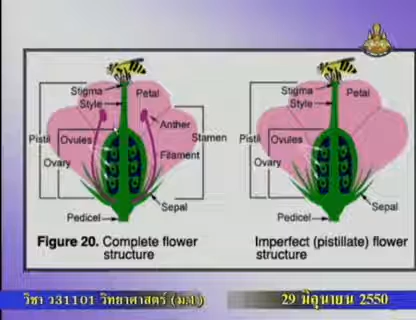 Stigma
Style
Petal
Anther
Pistil
Ovules
Stamen
Ovary
Filament
Sepal
Pedicel
Figure 20. Complete flower
structure
Stigma
Style
Petal
Pistil
Ovules
Ovary
Sepal
Pedicel
Imperfect (pistillate) flower
structure
วิชา ว31101 วิทยาศาสตร์ (ม.1)
29 มิถุนายน 2550